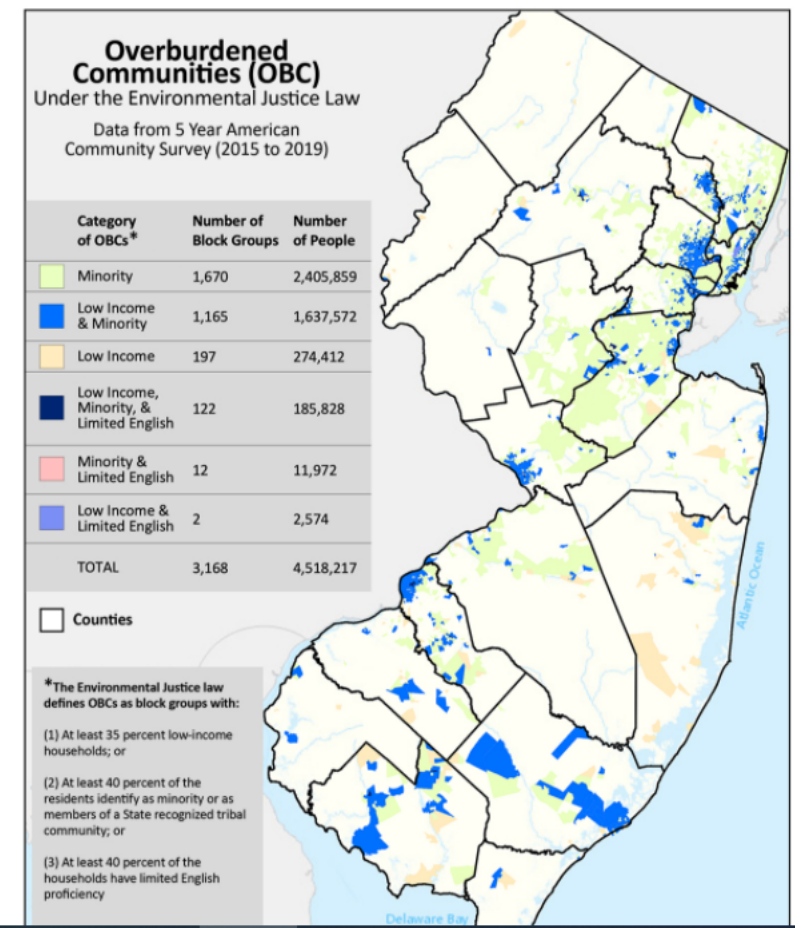 Overburdened
Communities (OBC)
Under the Environmental Justice Law
Data from 5 Year American
Community Survey (2015 to 2019)
Category of OBCs* Number of Block Groups Number of People
Minority 1,670 2,405,859
Low Income & Minority 1,165 1,637,572
Low Income 197 274,412
Low Income, Minority, & Limited English 122 185,828
Minority & Limited English 12 11,972
Low Income & Limited English 2 2,574
TOTAL 3,168 4,518,217
Counties
*The Environmental Justice law
defines OBCs as block groups with:
(1) At least 35 percent low-income
households; or
(2) At least 40 percent of the
residents identify as minority or as
members of a State recognized tribal
community; or
(3) At least 40 percent of the
households have limited English
proficiency
Atlantic Ocean
Delaware Bay